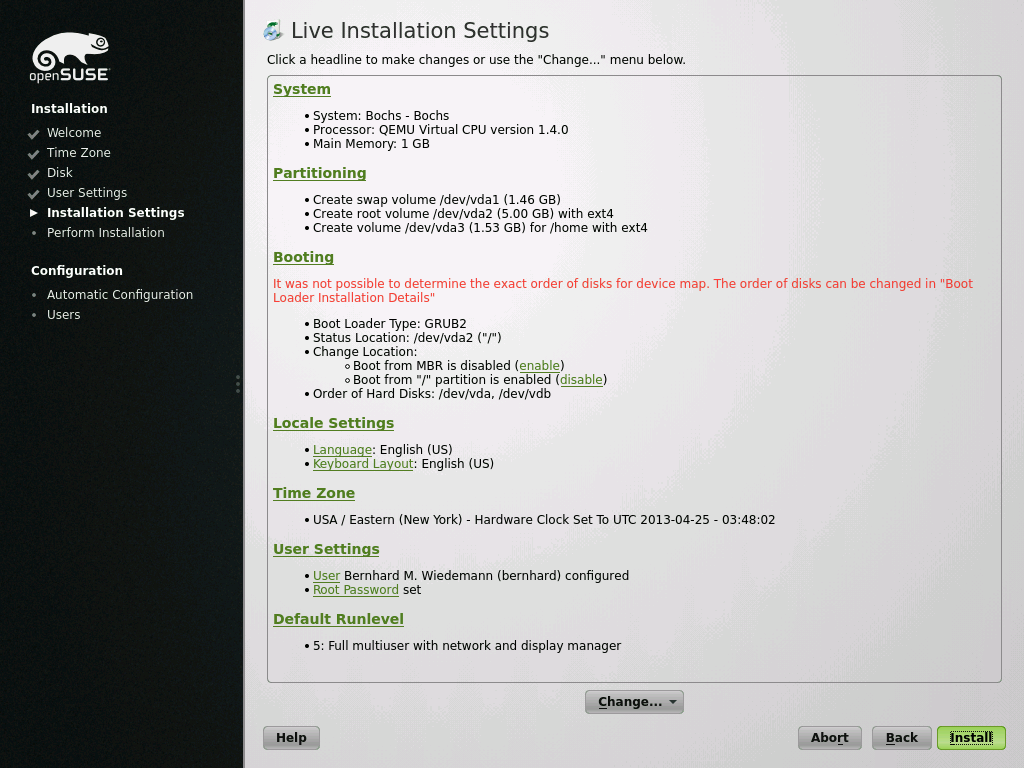 openSUSE
Installation
Welcome
Time Zone
Disk
User Settings
Installation Settings
Perform Installation
Configuration
Automatic Configuration
Users
Live Installation Settings
Click a headline to make changes or use the "Change..." menu below.
System
• System: Bochs - Bochs
• Processor: QEMU Virtual CPU version 1.4.0
• Main Memory: 1 GB
Partitioning
• Create swap volume /dev/vda1 (1.46 GB)
• Create root volume /dev/vda2 (5.00 GB) with ext4
• Create volume /dev/vda3 (1.53 GB) for /home with ext4
Booting
It was not possible to determine the exact order of disks for device map. The order of disks can be changed in "Boot
Loader Installation Details"
• Boot Loader Type: GRUB2
• Status Location: /dev/vda2 ("/")
• Change Location:
Boot from MBR is disabled (enable)
Boot from "/" partition is enabled (disable)
• Order of Hard Disks: /dev/vda, /dev/vdb
Locale Settings
• Language: English (US)
• Keyboard Layout: English (US)
Time Zone
• USA / Eastern (New York) - Hardware Clock Set To UTC 2013-04-25 - 03:48:02
User Settings
• User Bernhard M. Wiedemann (bernhard) configured
• Root Password set
Default Runlevel
• 5: Full multiuser with network and display manager
Change...
Help
Abort
Back
Install